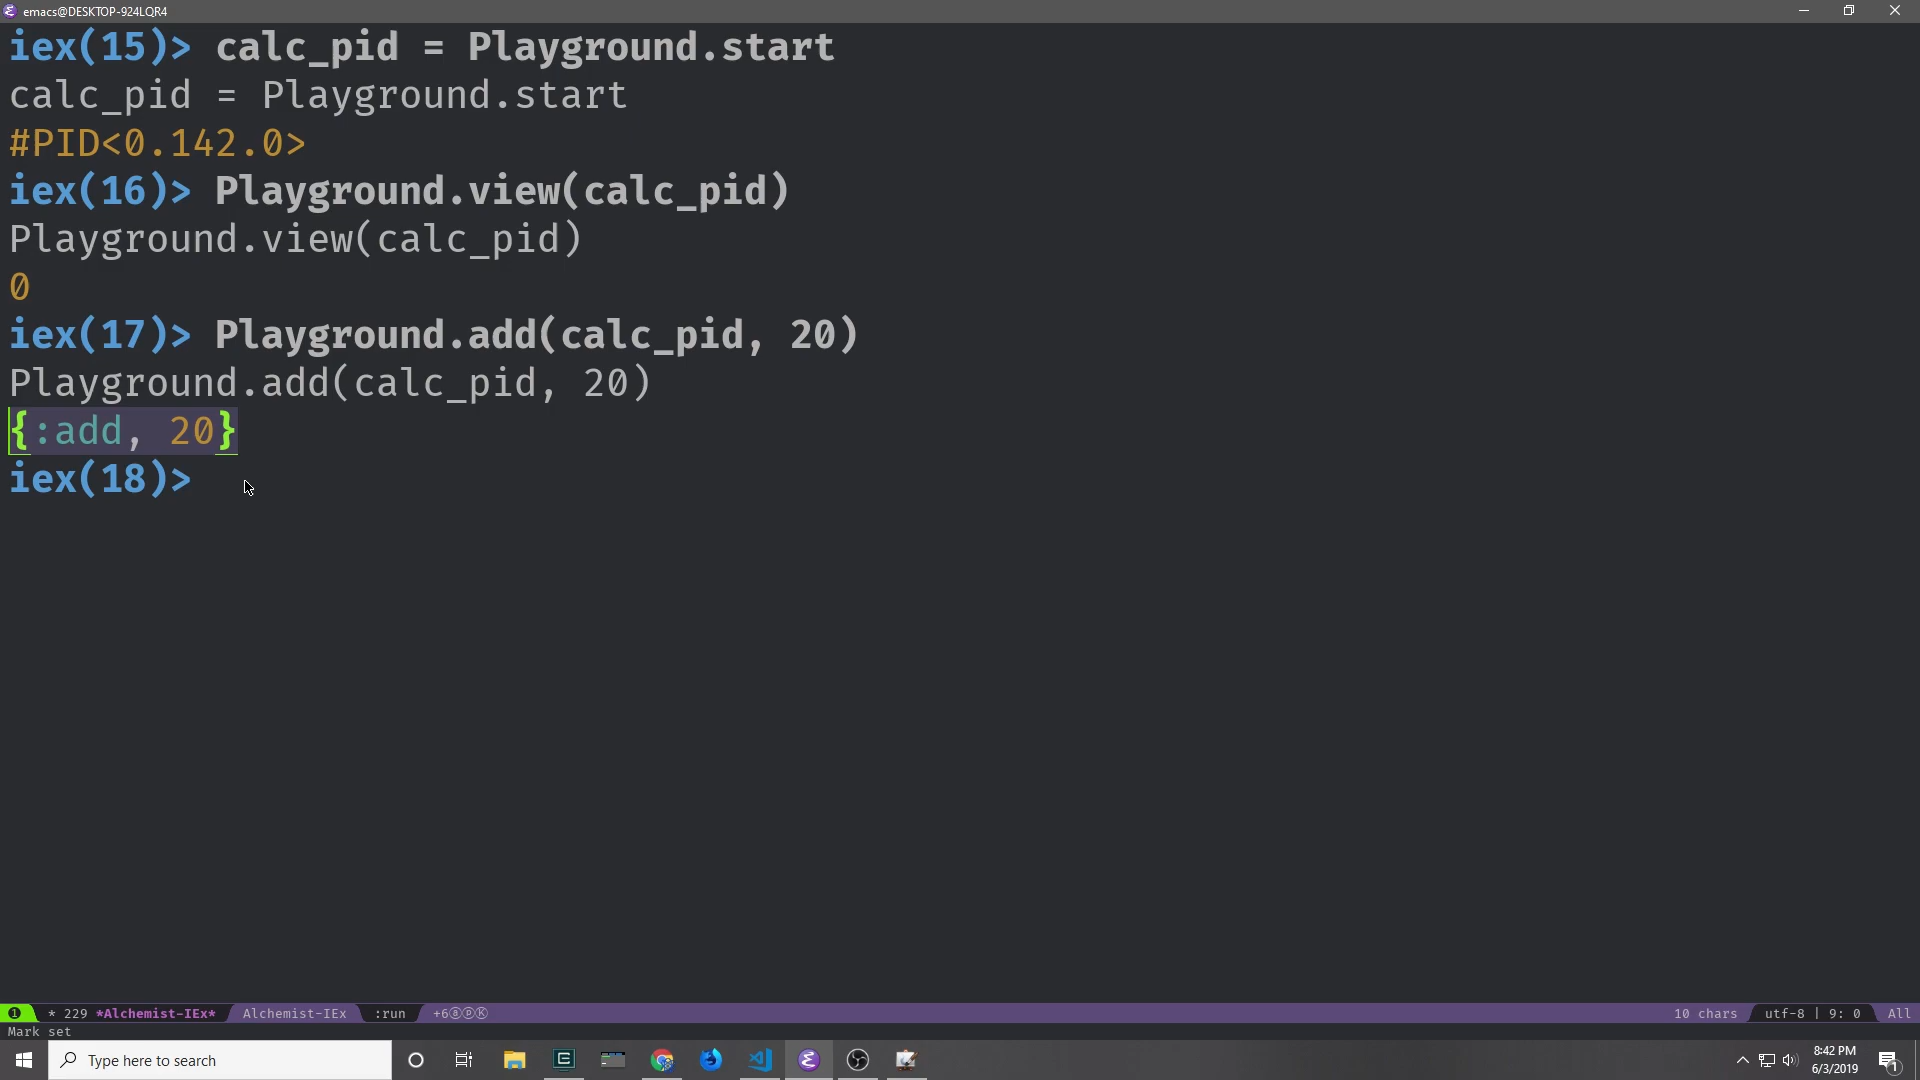 emacs@DESKTOP-924LQR4
iex(15)> calc_pid = Playground.start
calc_pid = Playground.start
#PID<0.142.0>
iex(16)> Playground.view(calc_pid)
Playground.view(calc_pid)
0
iex(17)> Playground.add(calc_pid, 20)
Playground.add(calc_pid, 20)
{:add, 20}
iex(18)>
1 * 229 *Alchemist-IEx* Alchemist-IEx :run +6ⓐⓟⓀ 10 chars utf-8 | 9: 0 All
Mark set
Type here to search
8:42 PM
6/3/2019
1